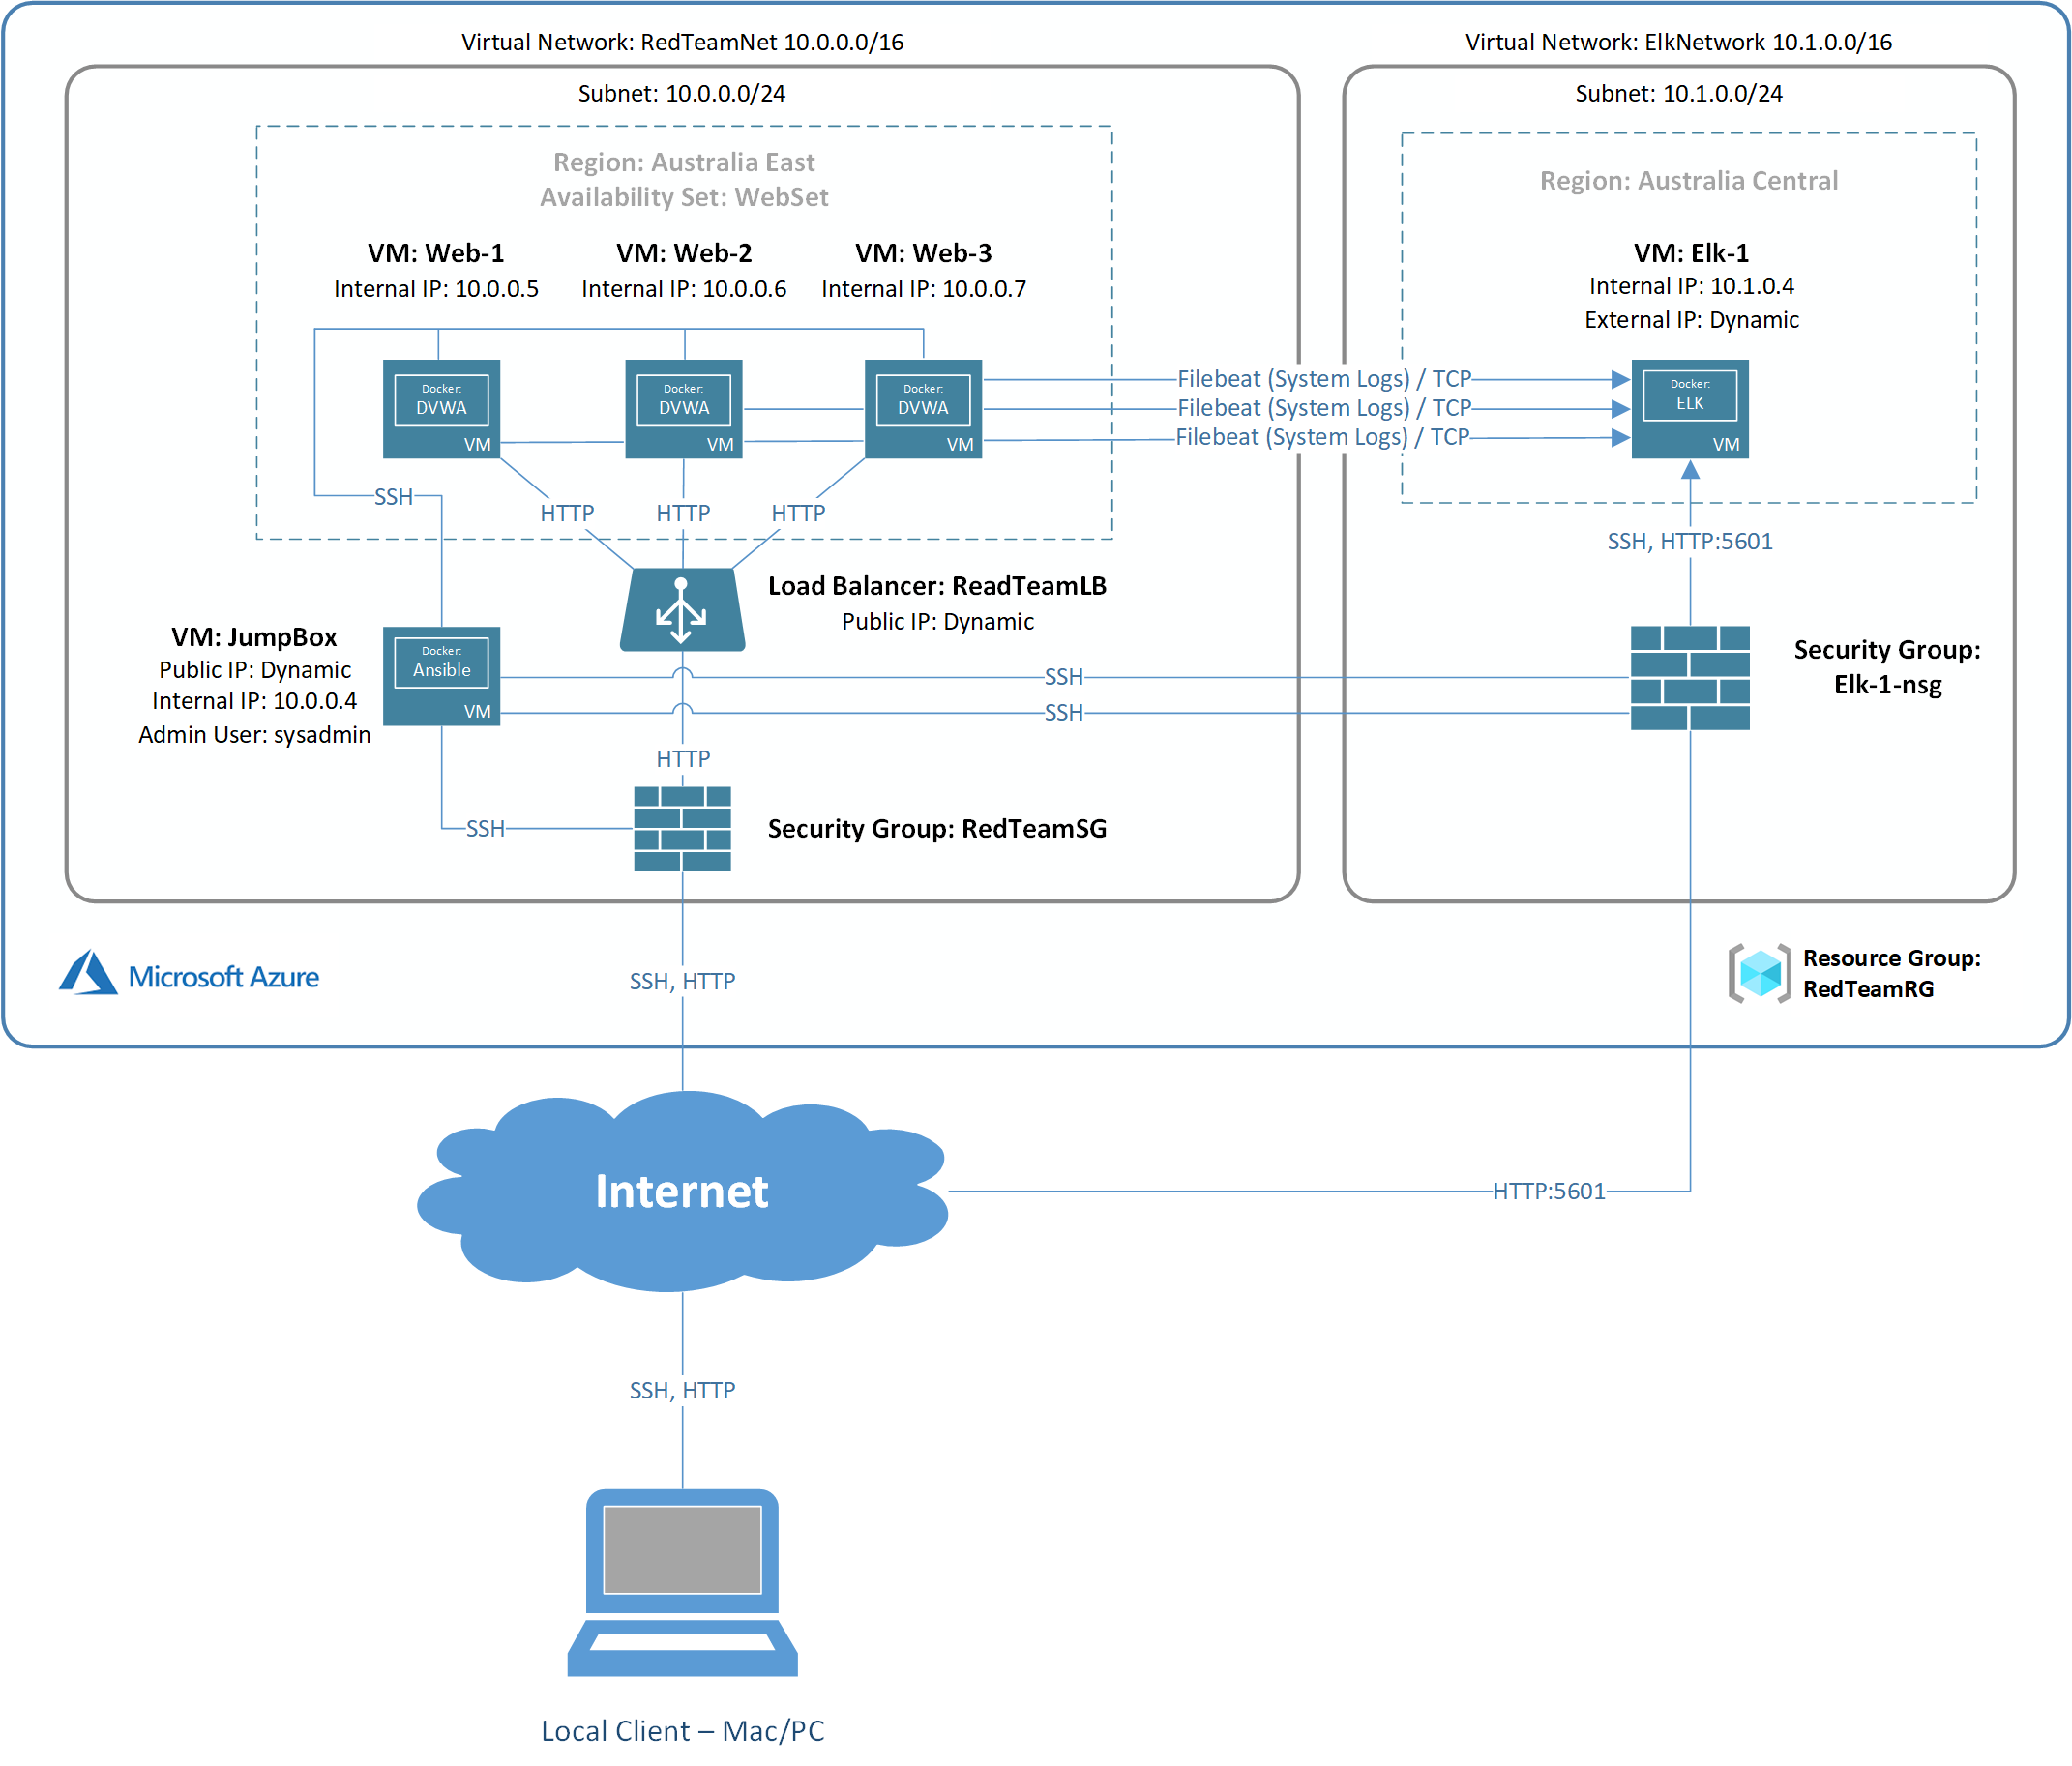 Virtual Network: RedTeamNet 10.0.0.0/16
Virtual Network: ElkNetwork 10.1.0.0/16
Subnet: 10.0.0.0/24
Subnet: 10.1.0.0/24
Region: Australia East
Availability Set: WebSet
Region: Australia Central
VM: Web-1
Internal IP: 10.0.0.5
VM: Web-2
Internal IP: 10.0.0.6
VM: Web-3
Internal IP: 10.0.0.7
VM: Elk-1
Internal IP: 10.1.0.4
External IP: Dynamic
Docker:
DVWA
VM
Docker:
DVWA
VM
Docker:
DVWA
VM
Filebeat (System Logs) / TCP
Filebeat (System Logs) / TCP
Filebeat (System Logs) / TCP
Docker:
ELK
VM
SSH
HTTP
HTTP
HTTP
SSH, HTTP:5601
Load Balancer: ReadTeamLB
Public IP: Dynamic
VM: JumpBox
Public IP: Dynamic
Internal IP: 10.0.0.4
Admin User: sysadmin
Docker:
Ansible
VM
SSH
SSH
Security Group:
Elk-1-nsg
HTTP
SSH
Security Group: RedTeamSG
Microsoft Azure
SSH, HTTP
Resource Group:
RedTeamRG
Internet
HTTP:5601
SSH, HTTP
Local Client – Mac/PC